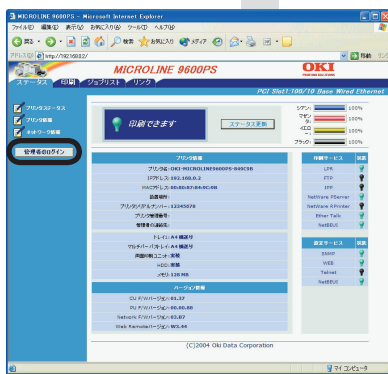 MICROLINE 9600PS - Microsoft Internet Explorer
ファイル(F) 編集(E) 表示(V) お気に入り(A) ツール(T) ヘルプ(H)
戻る 検索 お気に入り メディア
アドレス(D) http://192.168.0.2/ 移動 リンク
MICROLINE 9600PS OKI
ステータス 印刷 ジョブリスト リンク
PCI Slot1:100/10 Base Wired Ethernet
プリンタステータス
プリンタ情報
ネットワーク情報
管理者のログイン
印刷できます
ステータス更新
シアン: 100%
マゼンタ: 100%
イエロー: 100%
ブラック: 100%
プリンタ情報
プリンタ名: OKI-MICROLINE9600PS-849C9B
IPアドレス: 192.168.0.2
MACアドレス: 00:80:87:84:9C:9B
設置場所:
プリンタシリアルナンバー: 12345678
プリンタ管理番号:
管理者の連絡先:
トレイ1: A4 横送り
マルチパーパストレイ: A4 横送り
両面印刷ユニット: 実装
HDD: 実装
メモリ: 128 MB
バージョン情報
CU F/Wバージョン: 01.37
PU F/Wバージョン: 00.00.88
Network F/Wバージョン: 03.B7
Web Remoteバージョン: W3.44
印刷サービス 状態
LPR
FTP
IPP
NetWare PServer
NetWare RPrinter
Ether Talk
NetBEUI
設定サービス 状態
SNMP
WEB
Telnet
NetBEUI
(C)2004 Oki Data Corporation
マイ コンピュータ